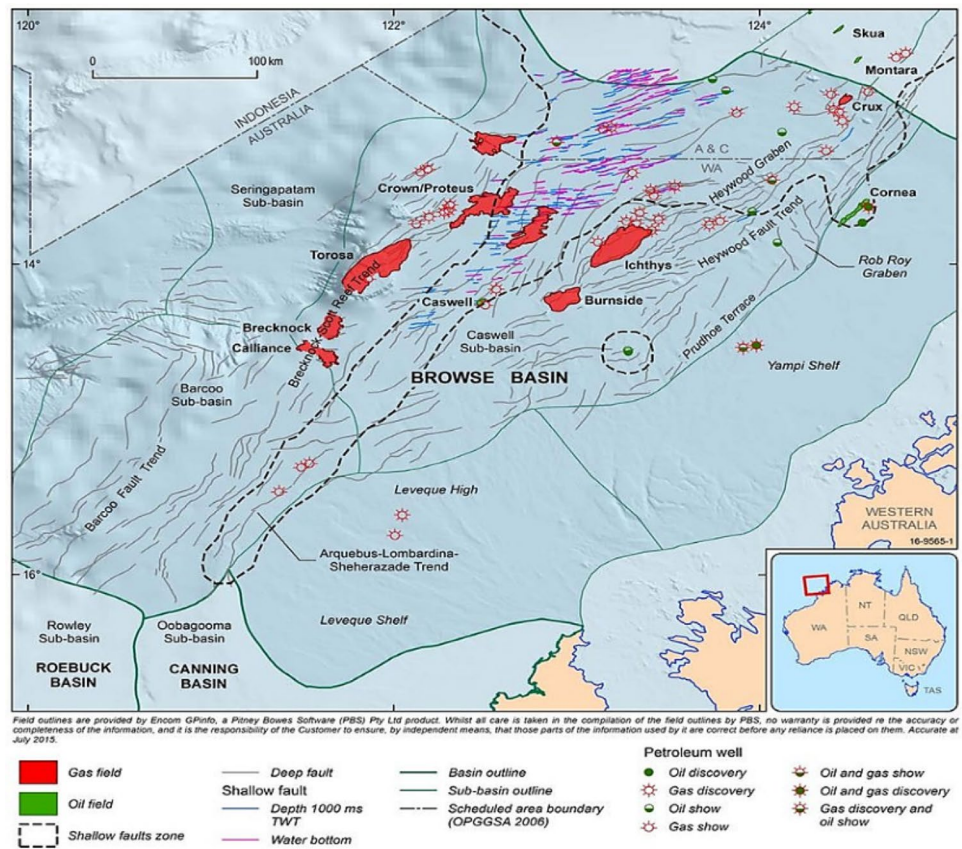 120°
122°
124°
0
100 km
INDONESIA
AUSTRALIA
Skua
Montara
Crux
A & C
WA
Heywood Graben
Cornea
Seringapatam
Sub-basin
Crown/Proteus
Heywood Fault Trend
Rob Roy
Graben
14°
Torosa
Ichthys
Caswell
Burnside
Brecknock Scott Reef Trend
Brecknock
Calliance
Caswell
Sub-basin
Prudhoe Terrace
BROWSE BASIN
Yampi Shelf
Barcoo
Sub-basin
Barcoo Fault Trend
Leveque High
WESTERN
AUSTRALIA
16-9565-1
Arquebus-Lombardina-
Sheherazade Trend
16°
Leveque Shelf
Rowley
Sub-basin
Oobagooma
Sub-basin
ROEBUCK
BASIN
CANNING
BASIN
NT
QLD
WA
SA
NSW
VIC
TAS
Field outlines are provided by Encom GPinfo, a Pitney Bowes Software (PBS) Pty Ltd product. Whilst all care is taken in the compilation of the field outlines by PBS, no warranty is provided re the accuracy or
completeness of the information, and it is the responsibility of the Customer to ensure, by independent means, that those parts of the information used by it are correct before any reliance is placed on them. Accurate at
July 2015.
Gas field
Oil field
Shallow faults zone
Deep fault
Shallow fault
Depth 1000 ms
TWT
Water bottom
Basin outline
Sub-basin outline
Scheduled area boundary
(OPGGSA 2006)
Petroleum well
Oil discovery
Gas discovery
Oil show
Gas show
Oil and gas show
Oil and gas discovery
Gas discovery and
oil show